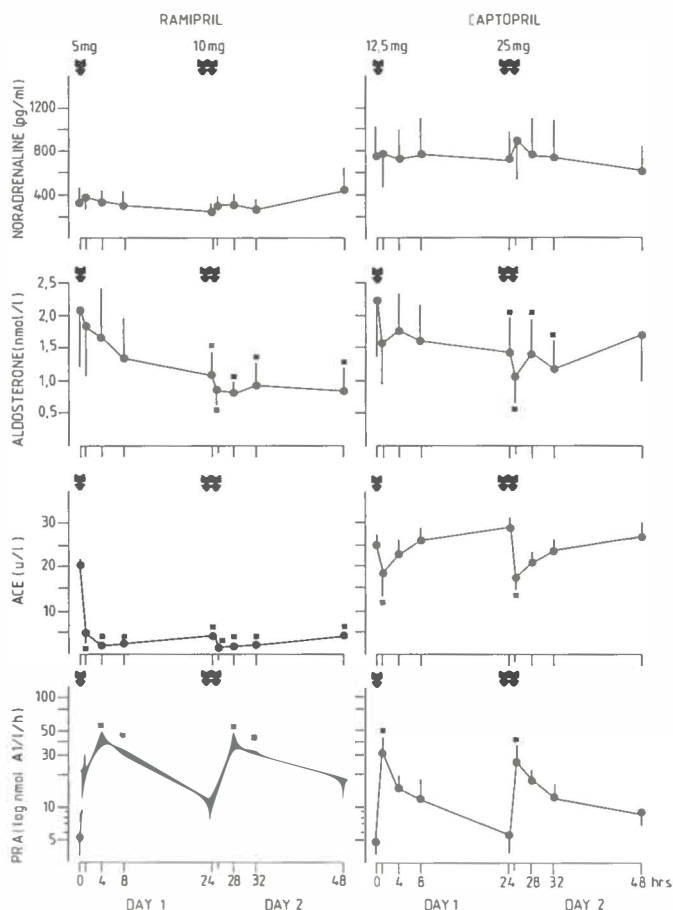 RAMIPRIL
CAPTOPRIL
5mg
10mg
12,5mg
25mg
NORADRENALINE (pg/ml)
1200
800
400
ALDOSTERONE (nmol/l)
2,5
2,0
1,5
1,0
0,5
ACE (u/l)
30
20
10
PRA (log nmol A1/l/h)
100
50
30
10
5
0 4 8 24 28 32 48
0 4 6 24 28 32 48 hrs
DAY 1
DAY 2
DAY 1
DAY 2